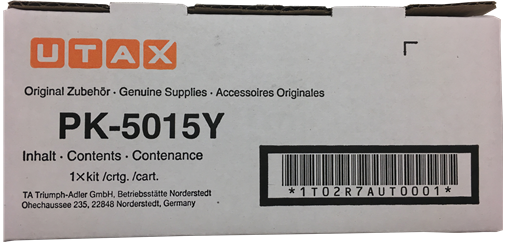 UTAX
Original Zubehör · Genuine Supplies · Accessoires Originales
PK-5015Y
Inhalt · Contents · Contenance
1×kit /crtg. /cart.
TA Triumph-Adler GmbH, Betriebsstätte Norderstedt
Ohechaussee 235, 22848 Norderstedt, Germany
*1T02R7AUT0001*